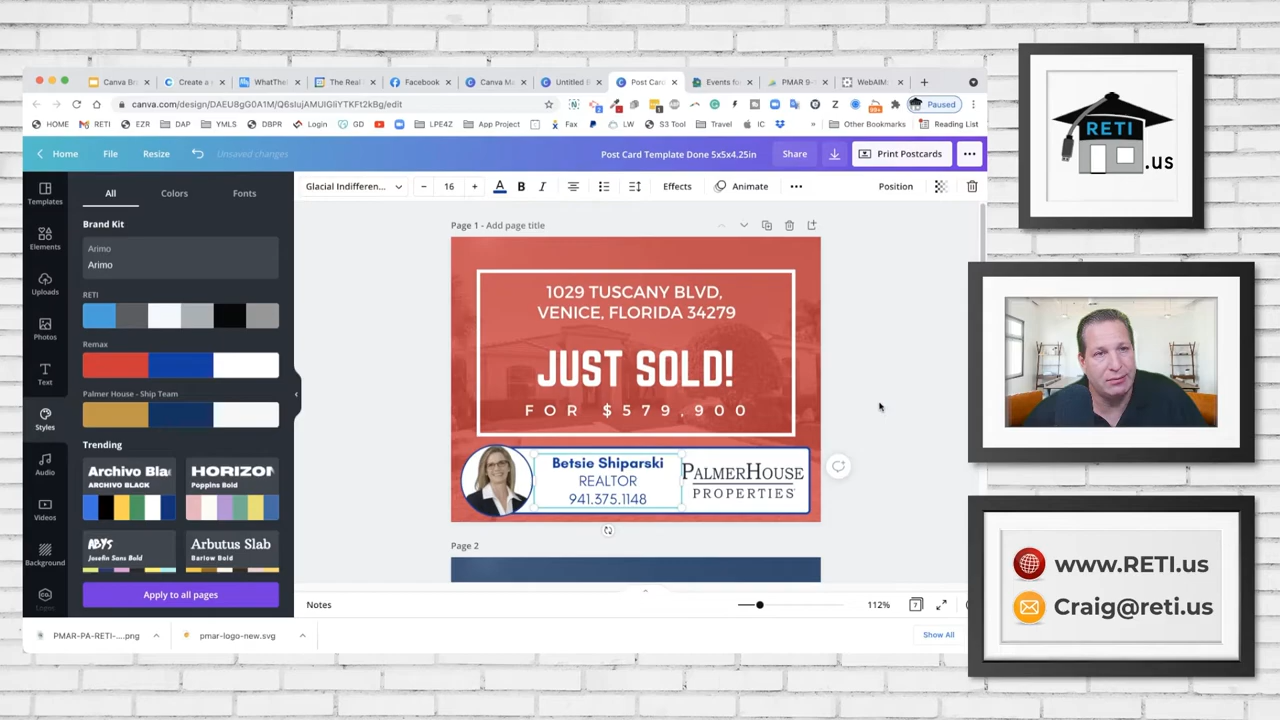 Canva Br
Create a
WhatThe
The Real
Facebook
Canva Ma
Untitled
Post Card
Events for
PMAR 9-
WebAIM:
canva.com/design/DAEU8gG0A1M/Q6sIujAMUIGIiYTKFt2kBg/edit
Paused
HOME
RETI
EZR
DAP
YMLS
DBPR
Login
GD
LPE4Z
App Project
Fax
LW
S3 Tool
Travel
IC
Other Bookmarks
Reading List
Home
File
Resize
Unsaved changes
Post Card Template Done 5x5x4.25in
Share
Print Postcards
Templates
Elements
Uploads
Photos
Text
Styles
Audio
Videos
Background
All
Colors
Fonts
Brand Kit
Arimo
Arimo
RETI
Remax
Palmer House - Ship Team
Trending
Archivo Bla
ARCHIVO BLACK
HORIZON
Poppins Bold
Josefin Sans Bold
Arbutus Slab
Barlow Bold
Apply to all pages
Glacial Indifferen...
– 16 +
A B I
Effects
Animate
Position
Page 1 - Add page title
1029 TUSCANY BLVD,
VENICE, FLORIDA 34279
JUST SOLD!
FOR $579,900
Betsie Shiparski
REALTOR
941.375.1148
PALMERHOUSE
PROPERTIES
Page 2
Notes
112%
7
PMAR-PA-RETI-....png
pmar-logo-new.svg
Show All
RETI
.us
www.RETI.us
Craig@reti.us